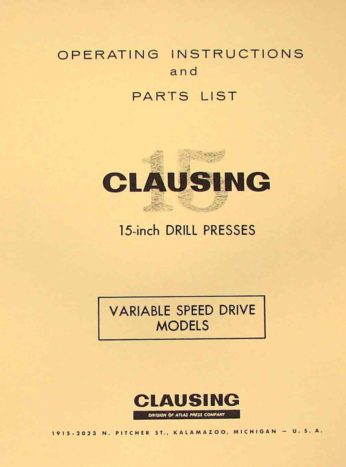 OPERATING INSTRUCTIONS
and
PARTS LIST
15
CLAUSING
15-inch DRILL PRESSES
VARIABLE SPEED DRIVE
MODELS
CLAUSING
DIVISION OF ATLAS PRESS COMPANY
1915-2023 N. PITCHER ST., KALAMAZOO, MICHIGAN — U. S. A.